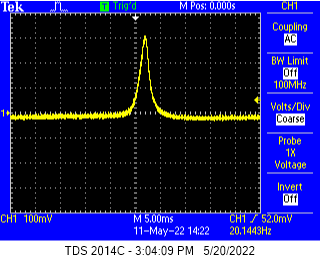 Tek T Trig'd M Pos: 0.000s CH1
Coupling
AC
BW Limit
Off
100MHz
Volts/Div
Coarse
Probe
1X
Voltage
Invert
Off
1
CH1 100mV M 5.00ms CH1 / 52.0mV
11-May-22 14:22 20.1443Hz
TDS 2014C - 3:04:09 PM 5/20/2022